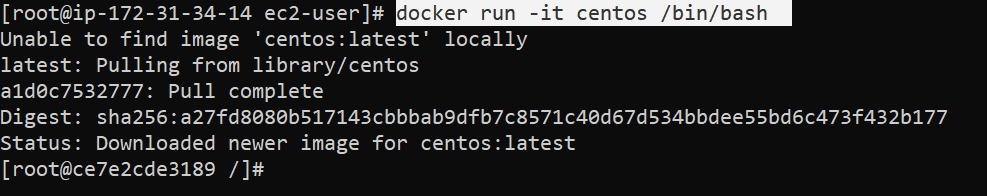 [root@ip-172-31-34-14 ec2-user]# docker run -it centos /bin/bash
Unable to find image 'centos:latest' locally
latest: Pulling from library/centos
a1d0c7532777: Pull complete
Digest: sha256:a27fd8080b517143cbbbab9dfb7c8571c40d67d534bbdee55bd6c473f432b177
Status: Downloaded newer image for centos:latest
[root@ce7e2cde3189 /]#